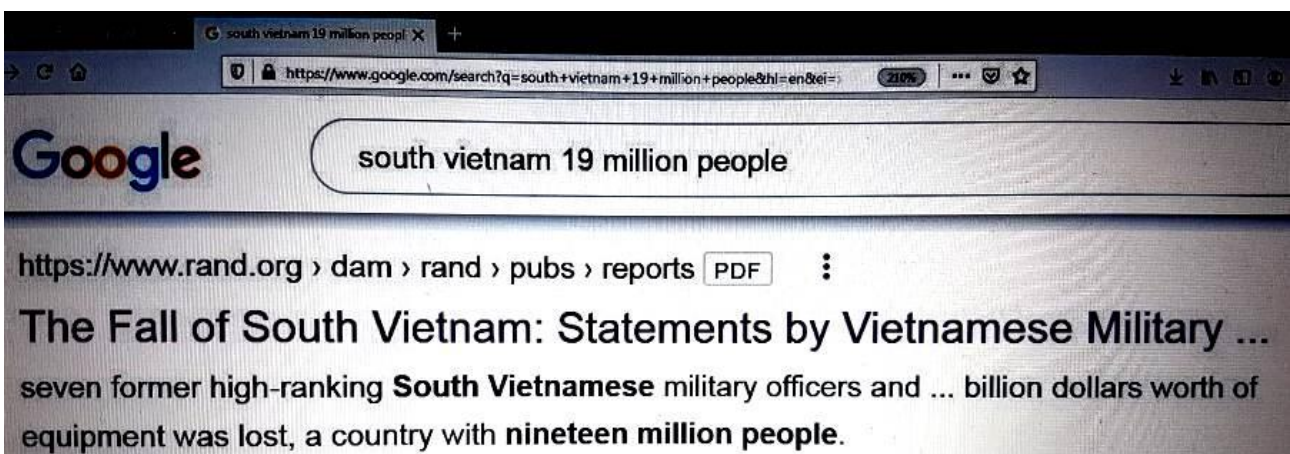 south vietnam 19 million peopl
https://www.google.com/search?q=south+vietnam+19+million+people&hl=en&ei=
210%
Google
south vietnam 19 million people
https://www.rand.org › dam › rand › pubs › reports PDF
The Fall of South Vietnam: Statements by Vietnamese Military ...
seven former high-ranking South Vietnamese military officers and ... billion dollars worth of
equipment was lost, a country with nineteen million people.